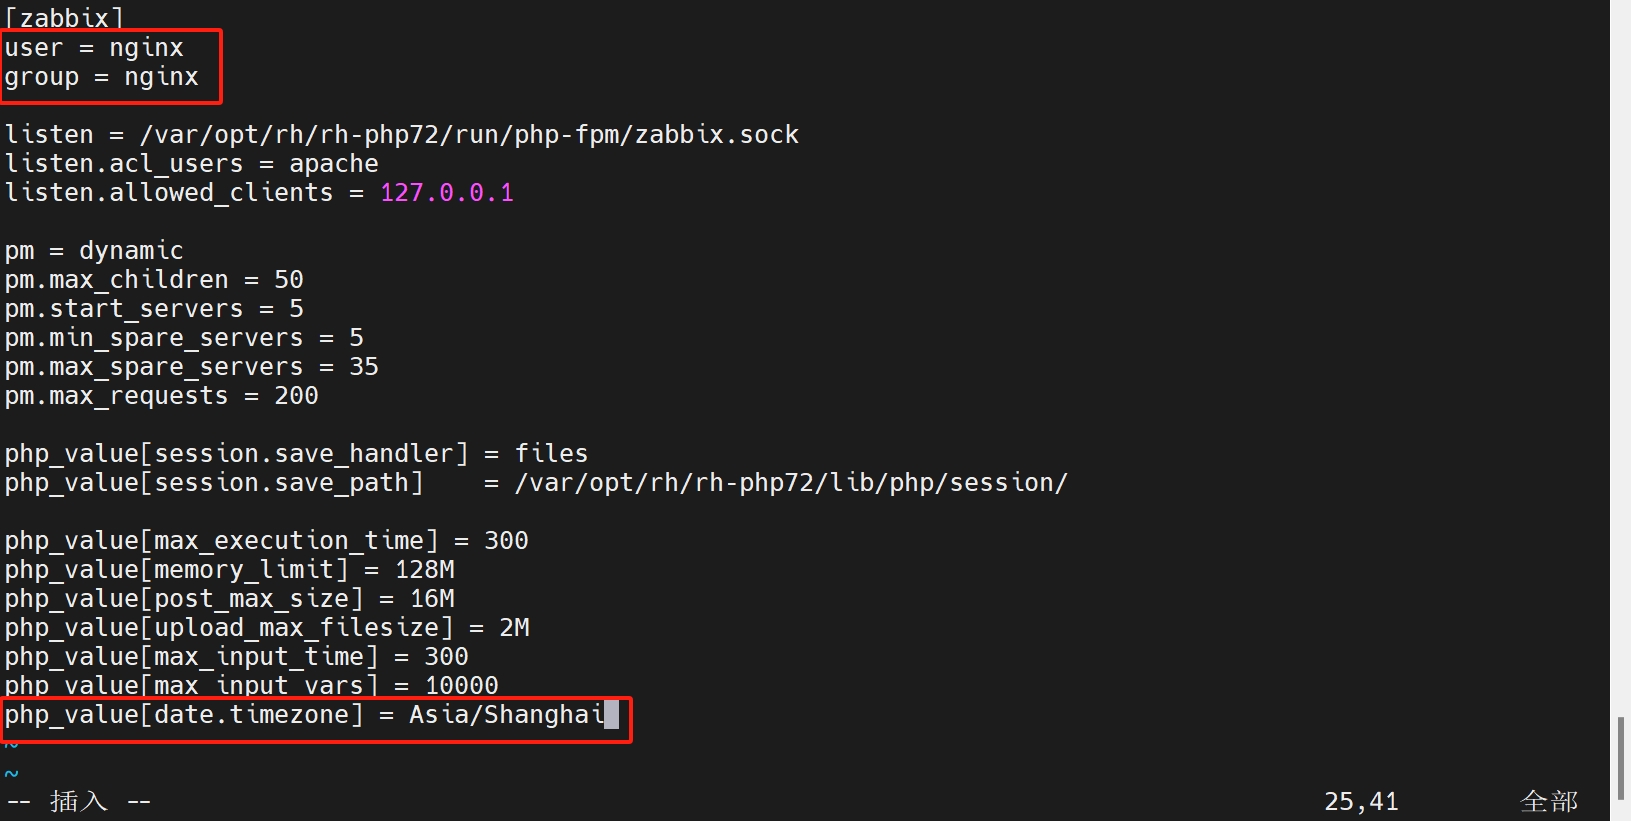 [zabbix]
user = nginx
group = nginx
listen = /var/opt/rh/rh-php72/run/php-fpm/zabbix.sock
listen.acl_users = apache
listen.allowed_clients = 127.0.0.1
pm = dynamic
pm.max_children = 50
pm.start_servers = 5
pm.min_spare_servers = 5
pm.max_spare_servers = 35
pm.max_requests = 200
php_value[session.save_handler] = files
php_value[session.save_path]    = /var/opt/rh/rh-php72/lib/php/session/
php_value[max_execution_time] = 300
php_value[memory_limit] = 128M
php_value[post_max_size] = 16M
php_value[upload_max_filesize] = 2M
php_value[max_input_time] = 300
php_value[max_input_vars] = 10000
php_value[date.timezone] = Asia/Shanghai
~
~
-- 插入 -- 25,41 全部